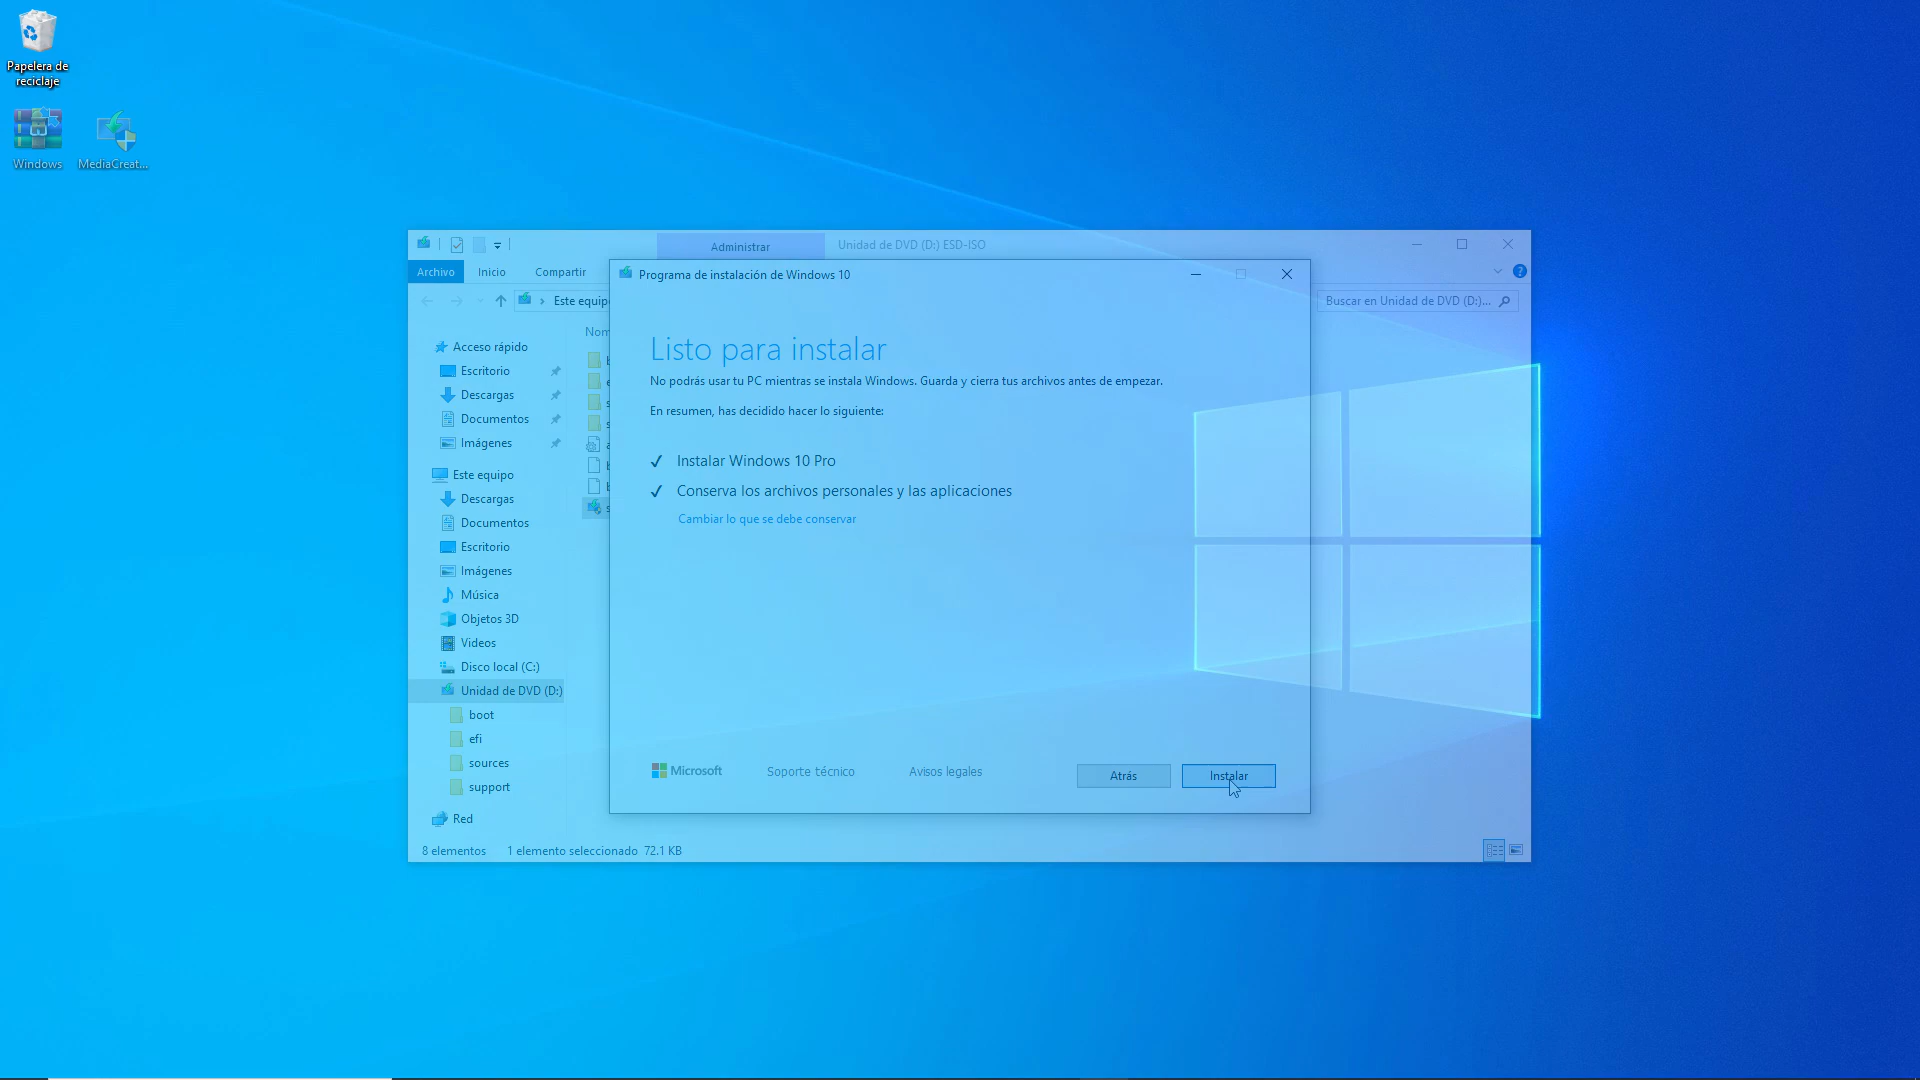 Papelera de
reciclaje
Windows
MediaCreat...
Administrar
Unidad de DVD (D:) ESD-ISO
Archivo
Inicio
Compartir
Programa de instalación de Windows 10
Este equipo
Buscar en Unidad de DVD (D:)...
Acceso rápido
Escritorio
Descargas
Documentos
Imágenes
Este equipo
Descargas
Documentos
Escritorio
Imágenes
Música
Objetos 3D
Videos
Disco local (C:)
Unidad de DVD (D:)
boot
efi
sources
support
Red
Listo para instalar
No podrás usar tu PC mientras se instala Windows. Guarda y cierra tus archivos antes de empezar.
En resumen, has decidido hacer lo siguiente:
✓ Instalar Windows 10 Pro
✓ Conserva los archivos personales y las aplicaciones
Cambiar lo que se debe conservar
Microsoft
Soporte técnico
Avisos legales
Atrás
Instalar
8 elementos
1 elemento seleccionado 72.1 KB